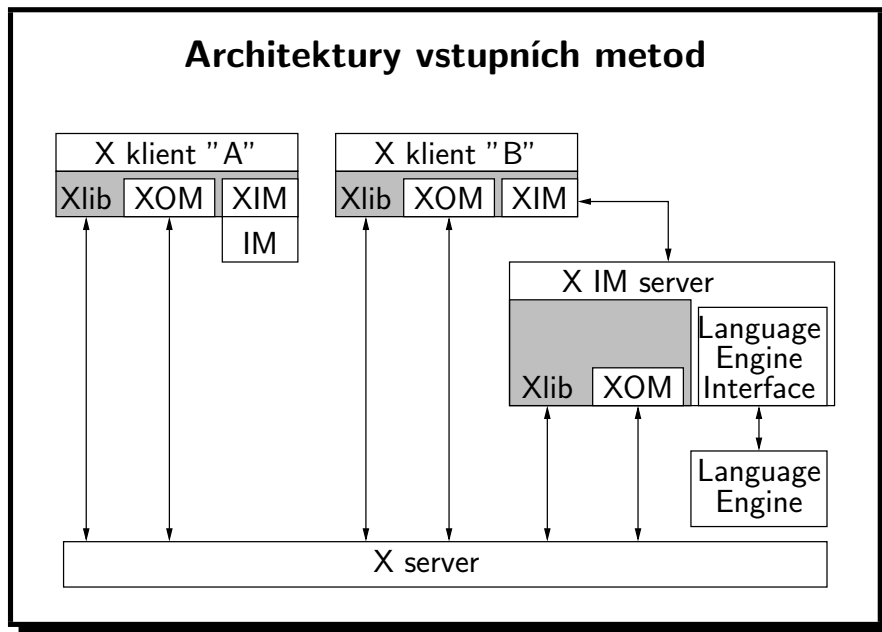 Architektury vstupních metod
X klient "A"
X klient "B"
Xlib XOM XIM
Xlib XOM XIM
IM
X IM server
Language
Engine
Interface
Xlib XOM
Language
Engine
X server